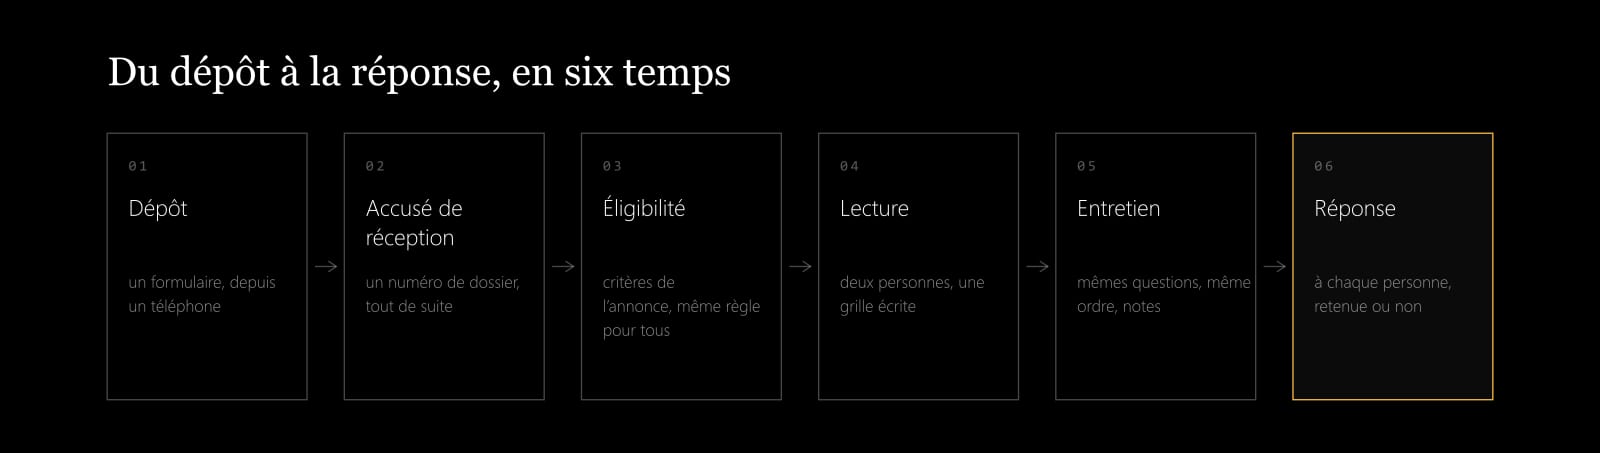 Du dépôt à la réponse, en six temps
01
Dépôt
un formulaire, depuis
un téléphone
02
Accusé de
réception
un numéro de dossier,
tout de suite
03
Éligibilité
critères de
l’annonce, même règle
pour tous
04
Lecture
deux personnes, une
grille écrite
05
Entretien
mêmes questions, même
ordre, notes
06
Réponse
à chaque personne,
retenue ou non